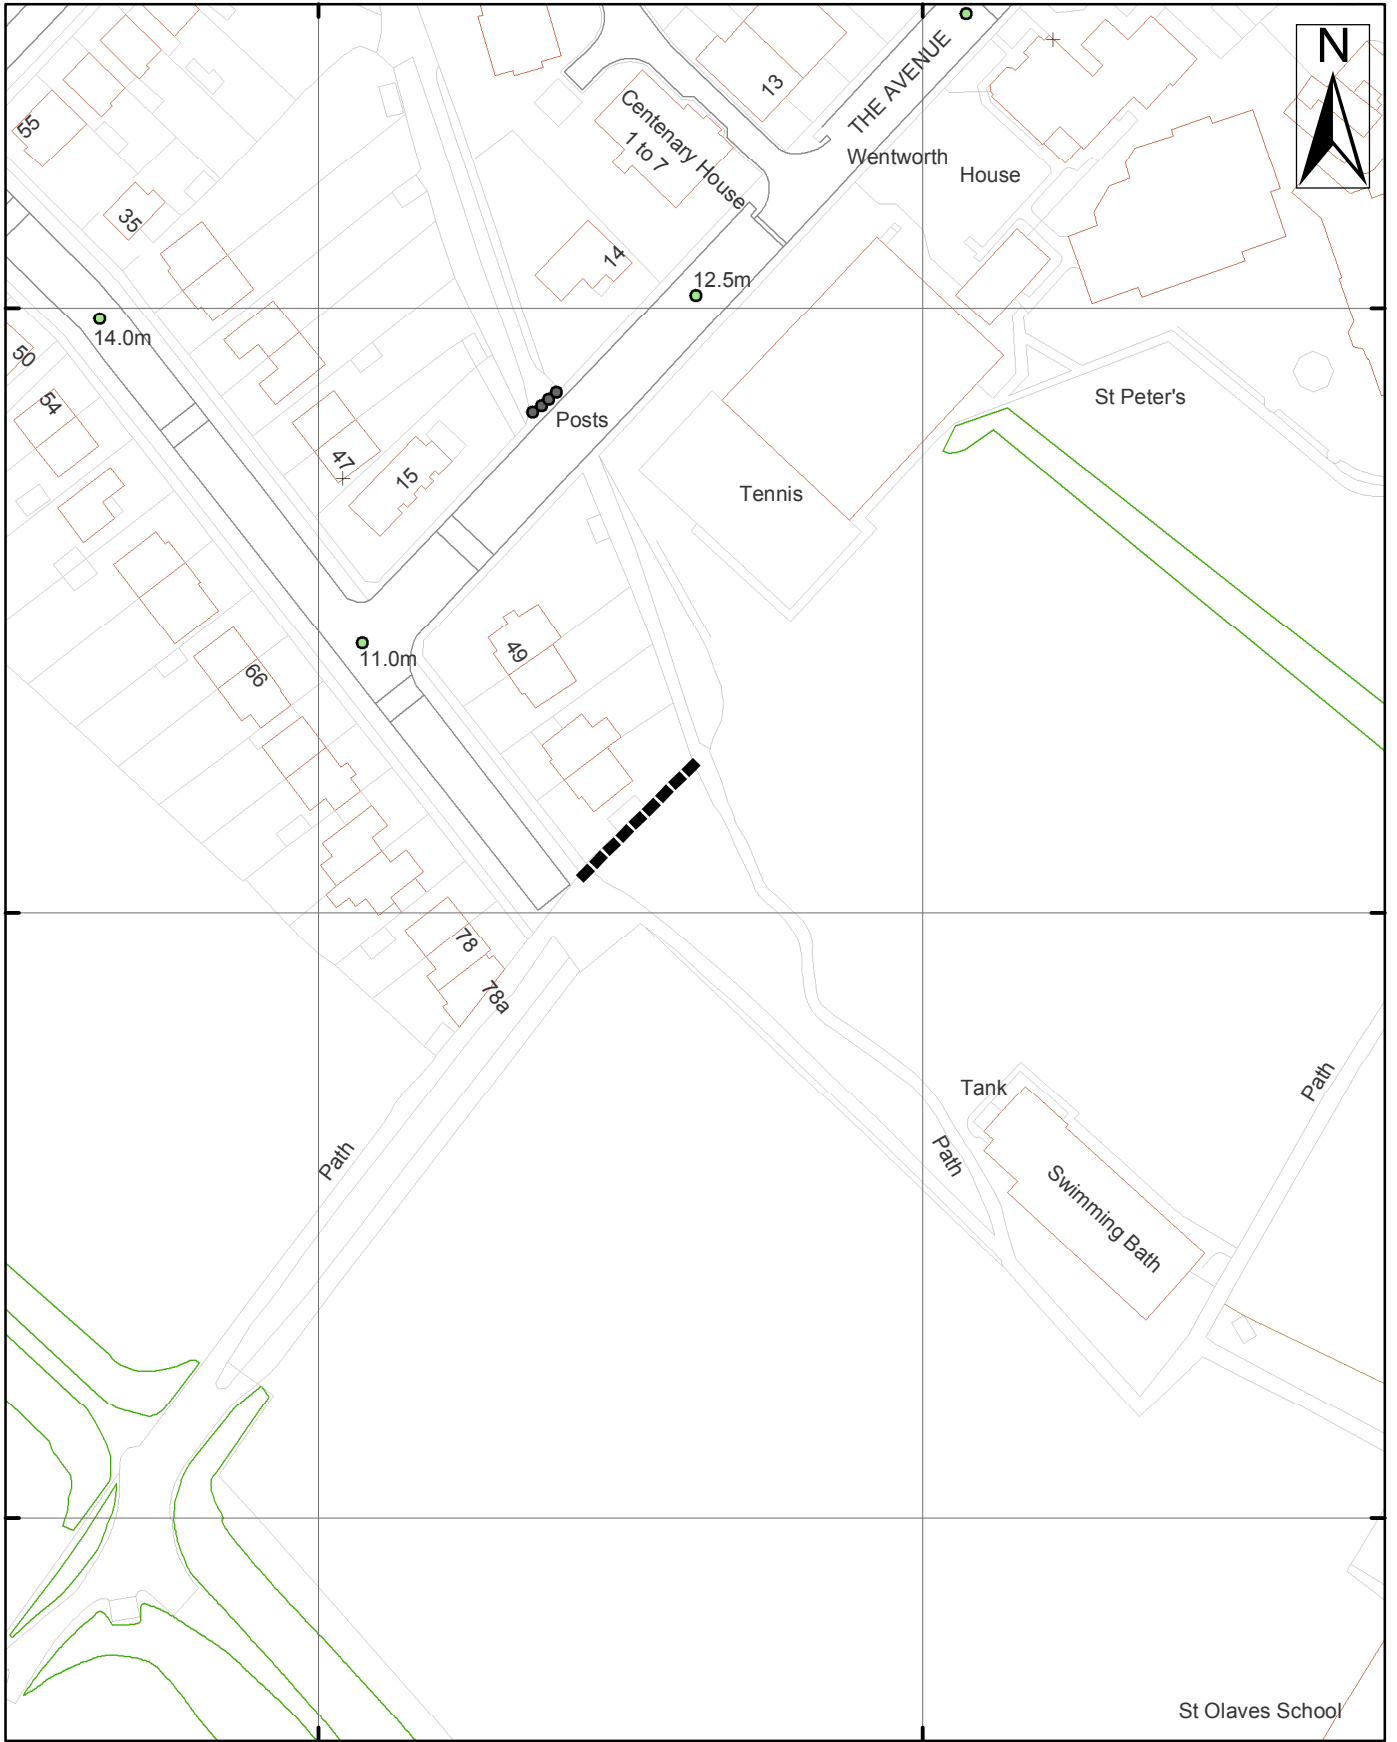 N
THE AVENUE
13
Centenary House
1 to 7
Wentworth
House
55
35
14
12.5m
14.0m
50
54
Posts
St Peter's
47
15
Tennis
49
11.0m
66
78
78a
Tank
Path
Path
Path
Swimming Bath
St Olaves School